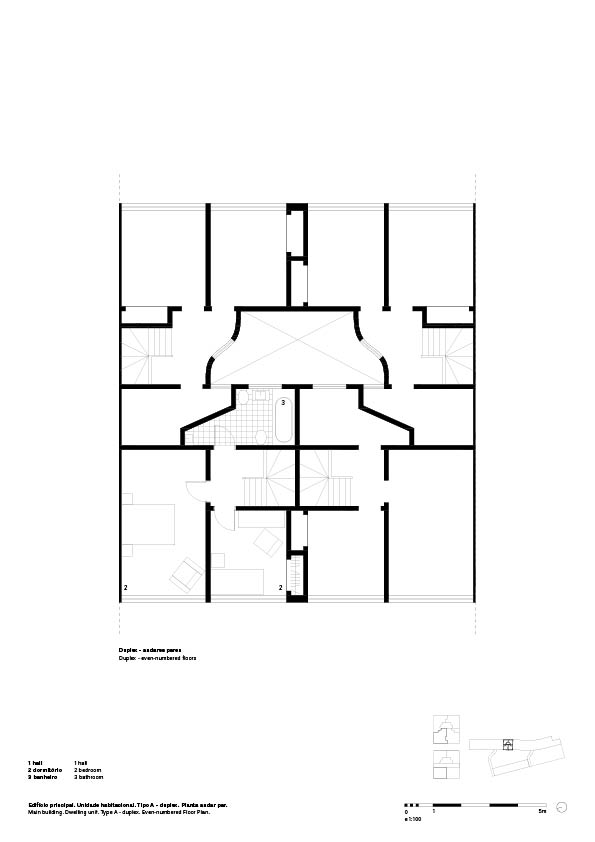 3
2
2
Duplex - andares pares
Duplex - even-numbered floors
1 hall 1 hall
2 dormitório 2 bedroom
3 banheiro 3 bathroom
Edifício principal. Unidade habitacional. Tipo A - duplex. Planta andar par.
Main building. Dwelling unit. Type A - duplex. Even-numbered Floor Plan.
0 1 5m
e 1:100